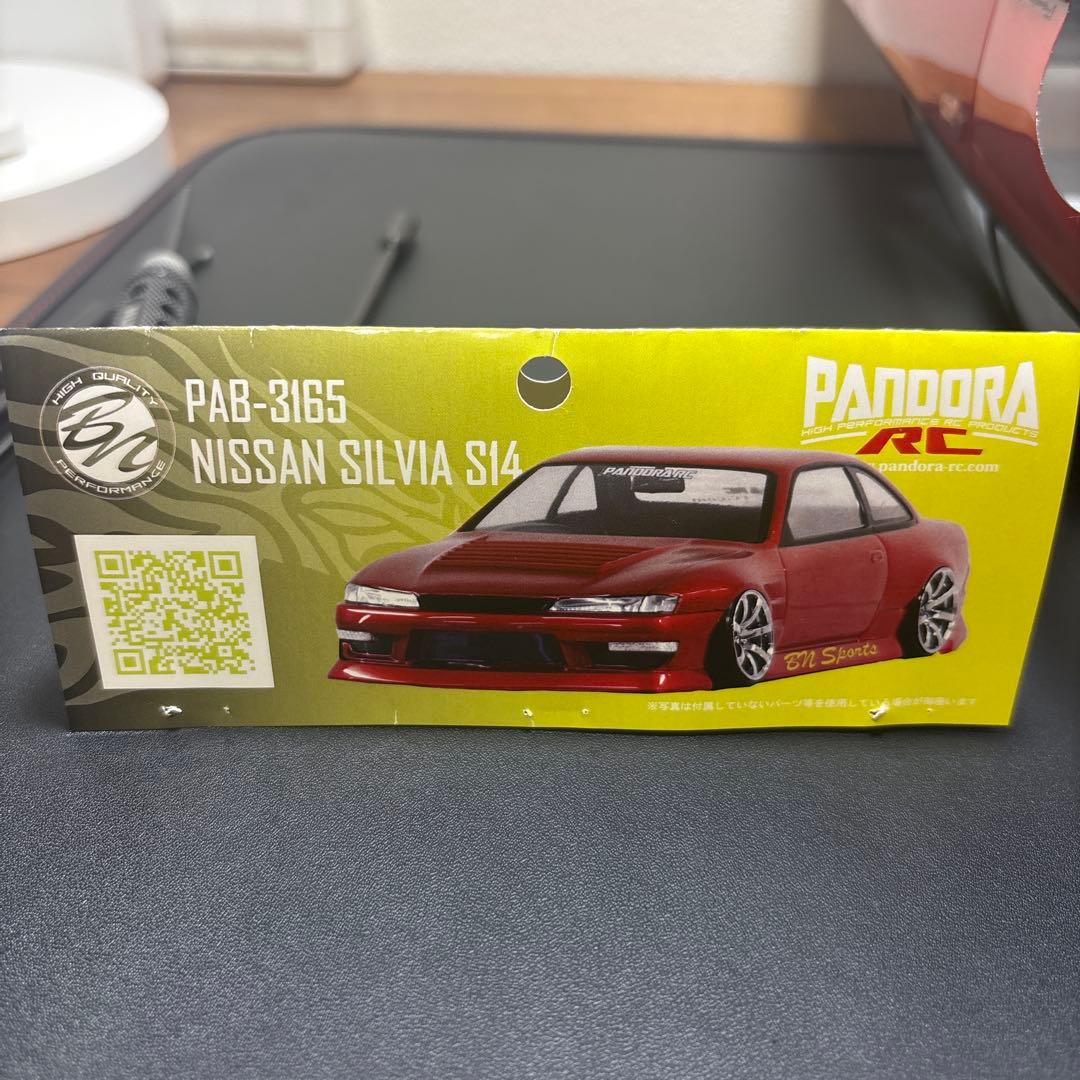 HIGH QUALITY
BN
PERFORMANCE
PAB-3165
NISSAN SILVIA S14
PANDORA
HIGH PERFORMANCE RC PRODUCTS
RC
.pandora-rc.com
PANDORA RC
BN Sports
※写真は付属していないパーツ等を使用している場合が御座います